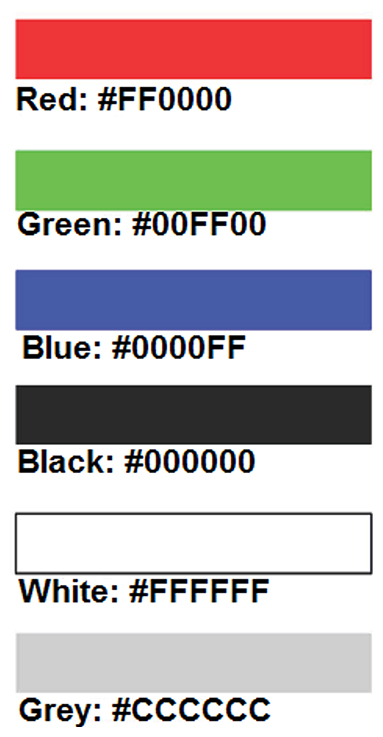 Red: #FF0000
Green: #00FF00
Blue: #0000FF
Black: #000000
White: #FFFFFF
Grey: #CCCCCC